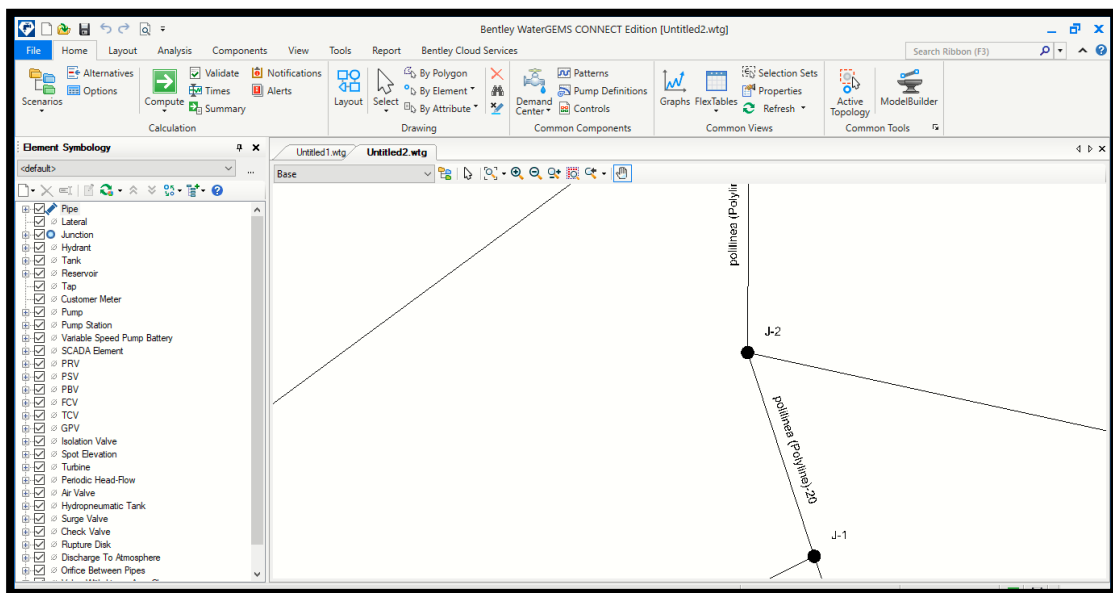 Bentley WaterGEMS CONNECT Edition [Untitled2.wtg]
File Home Layout Analysis Components View Tools Report Bentley Cloud Services Search Ribbon (F3)
Scenarios
Alternatives
Options
Compute
Validate
Times
Summary
Notifications
Alerts
Calculation
Layout
Select
By Polygon
By Element
By Attribute
Drawing
Demand Center
Patterns
Pump Definitions
Controls
Common Components
Graphs
FlexTables
Selection Sets
Properties
Refresh
Common Views
Active Topology
ModelBuilder
Common Tools
Element Symbology
<default>
...
Pipe
Lateral
Junction
Hydrant
Tank
Reservoir
Tap
Customer Meter
Pump
Pump Station
Variable Speed Pump Battery
SCADA Element
PRV
PSV
PBV
FCV
TCV
GPV
Isolation Valve
Spot Elevation
Turbine
Periodic Head-Flow
Air Valve
Hydropneumatic Tank
Surge Valve
Check Valve
Rupture Disk
Discharge To Atmosphere
Orifice Between Pipes
Untitled1.wtg Untitled2.wtg
Base
polilinea (Polylin
J-2
polilinea (Polyline)-20
J-1